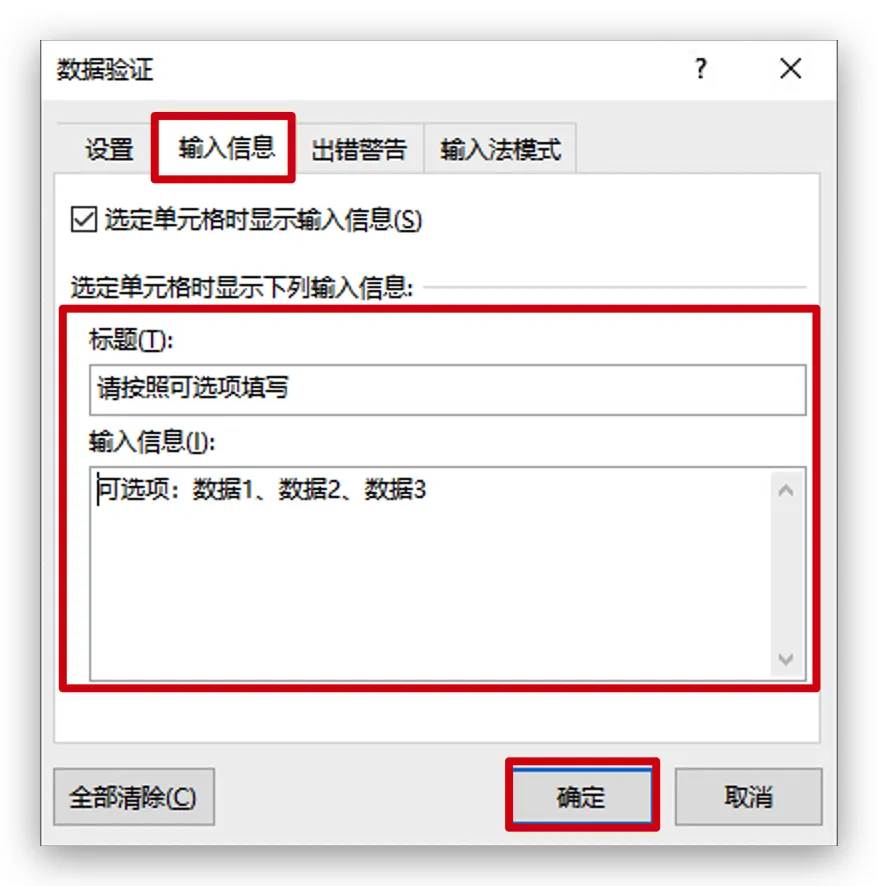 数据验证 ?
设置 输入信息 出错警告 输入法模式
选定单元格时显示输入信息(S)
选定单元格时显示下列输入信息:
标题(T):
请按照可选项填写
输入信息(I):
可选项：数据1、数据2、数据3
全部清除(C) 确定 取消